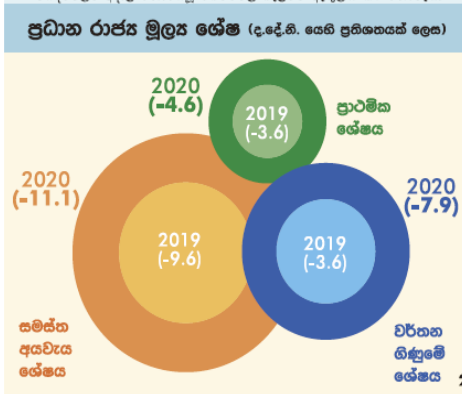 ප්‍රධාන රාජ්‍ය මූල්‍ය ශේෂ (ද.දේ.නි. යෙහි ප්‍රතිශතයක් ලෙස)
2020
(-4.6)
2019
(-3.6)
ප්‍රාථමික
ශේෂය
2020
(-11.1)
2019
(-9.6)
2020
(-7.9)
2019
(-3.6)
සමස්ත
අයවැය
ශේෂය
වර්තන
ගිණුමේ
ශේෂය